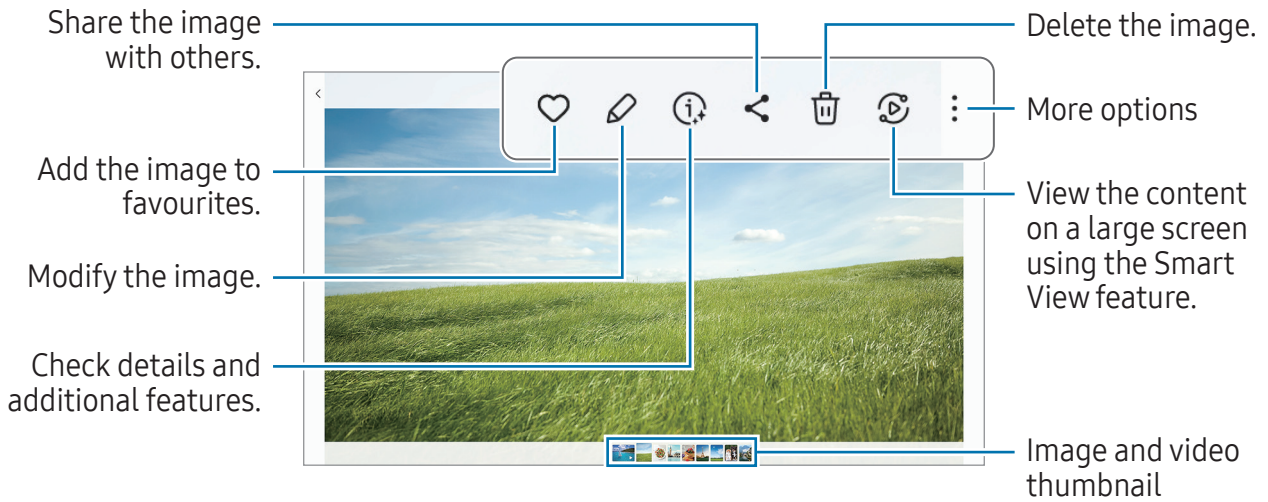 Share the image
with others.
Delete the image.
More options
Add the image to
favourites.
View the content
on a large screen
using the Smart
View feature.
Modify the image.
Check details and
additional features.
Image and video
thumbnail